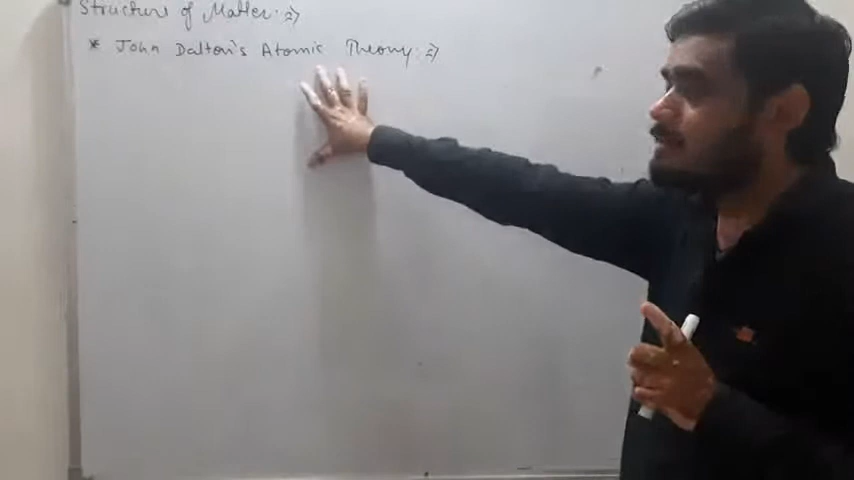 Structure of Matter :⇒
* John Dalton's Atomic Theory :⇒